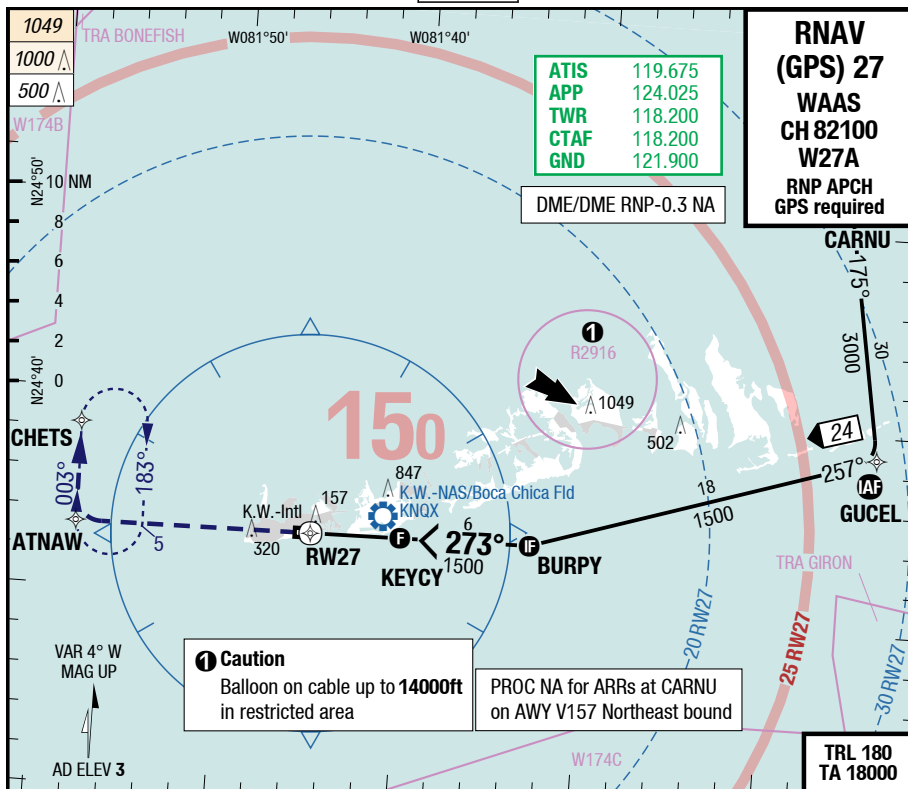 1049
1000
500
TRA BONEFISH
W081°50'
W081°40'
W174B
N24°50'
10 NM
8
6
4
2
N24°40'
0
ATIS 119.675
APP 124.025
TWR 118.200
CTAF 118.200
GND 121.900
DME/DME RNP-0.3 NA
RNAV
(GPS) 27
WAAS
CH 82100
W27A
RNP APCH
GPS required
CARNU
175°
3000
30
1
R2916
1049
502
150
24
257°
IAF
GUCEL
18
1500
CHETS
003°
183°
ATNAW
5
K.W.-Intl
320
157
847
K.W.-NAS/Boca Chica Fld
KNQX
RW27
F
KEYCY
6
273°
1500
IF
BURPY
TRA GIRON
20 RW27
25 RW27
30 RW27
VAR 4° W
MAG UP
AD ELEV 3
1 Caution
Balloon on cable up to 14000ft
in restricted area
PROC NA for ARRs at CARNU
on AWY V157 Northeast bound
W174C
TRL 180
TA 18000